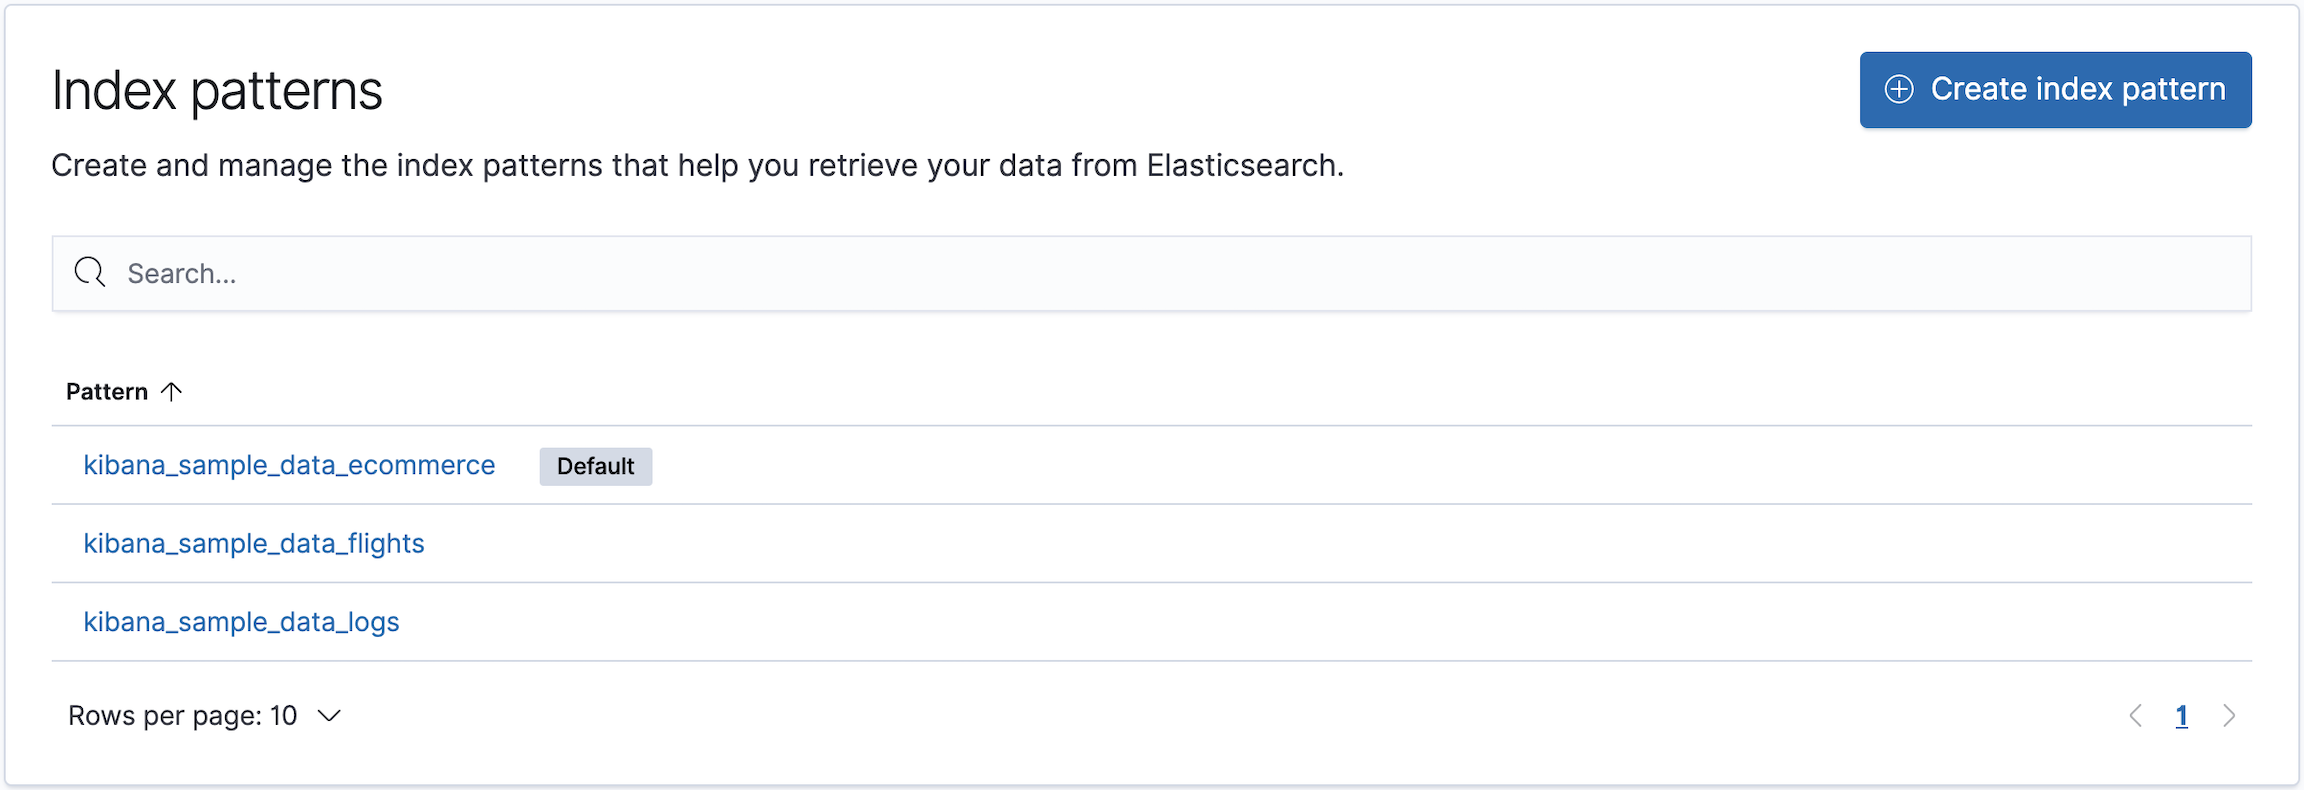 Index patterns
Create index pattern
Create and manage the index patterns that help you retrieve your data from Elasticsearch.
Search...
Pattern
kibana_sample_data_ecommerce Default
kibana_sample_data_flights
kibana_sample_data_logs
Rows per page: 10
1